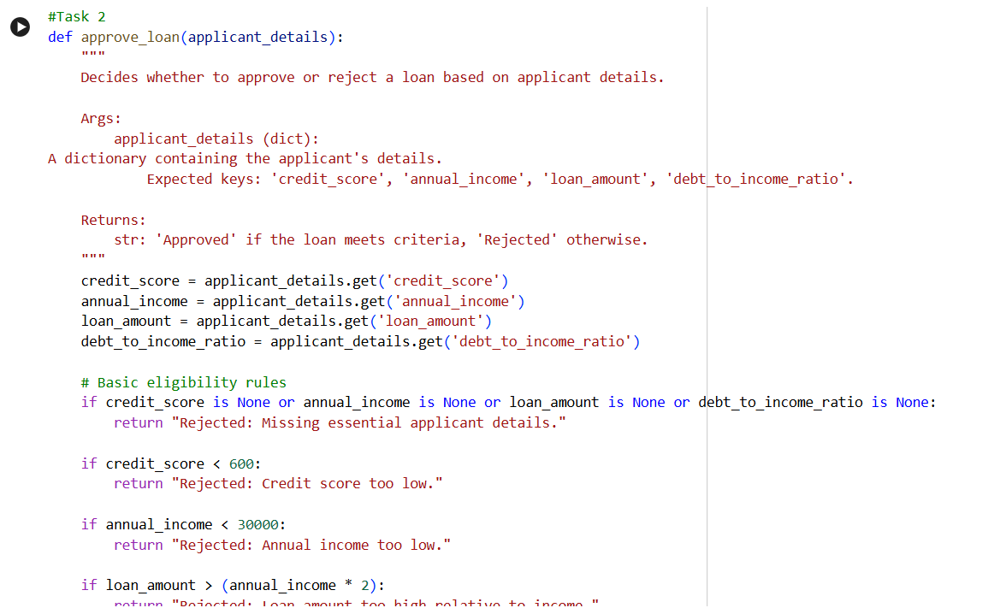 #Task 2
def approve_loan(applicant_details):
    """
    Decides whether to approve or reject a loan based on applicant details.

    Args:
        applicant_details (dict):
A dictionary containing the applicant's details.
            Expected keys: 'credit_score', 'annual_income', 'loan_amount', 'debt_to_income_ratio'.

    Returns:
        str: 'Approved' if the loan meets criteria, 'Rejected' otherwise.
    """
    credit_score = applicant_details.get('credit_score')
    annual_income = applicant_details.get('annual_income')
    loan_amount = applicant_details.get('loan_amount')
    debt_to_income_ratio = applicant_details.get('debt_to_income_ratio')

    # Basic eligibility rules
    if credit_score is None or annual_income is None or loan_amount is None or debt_to_income_ratio is None:
        return "Rejected: Missing essential applicant details."

    if credit_score < 600:
        return "Rejected: Credit score too low."

    if annual_income < 30000:
        return "Rejected: Annual income too low."

    if loan_amount > (annual_income * 2):
        return "Rejected: Loan amount too high relative to income."